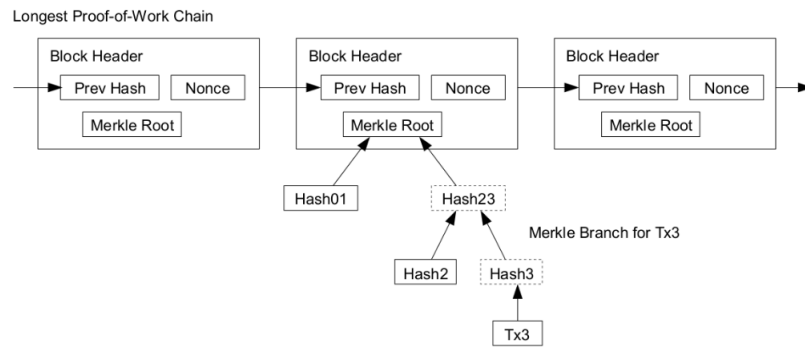 Longest Proof-of-Work Chain
Block Header
Prev Hash
Nonce
Merkle Root
Block Header
Prev Hash
Nonce
Merkle Root
Block Header
Prev Hash
Nonce
Merkle Root
Hash01
Hash23
Merkle Branch for Tx3
Hash2
Hash3
Tx3